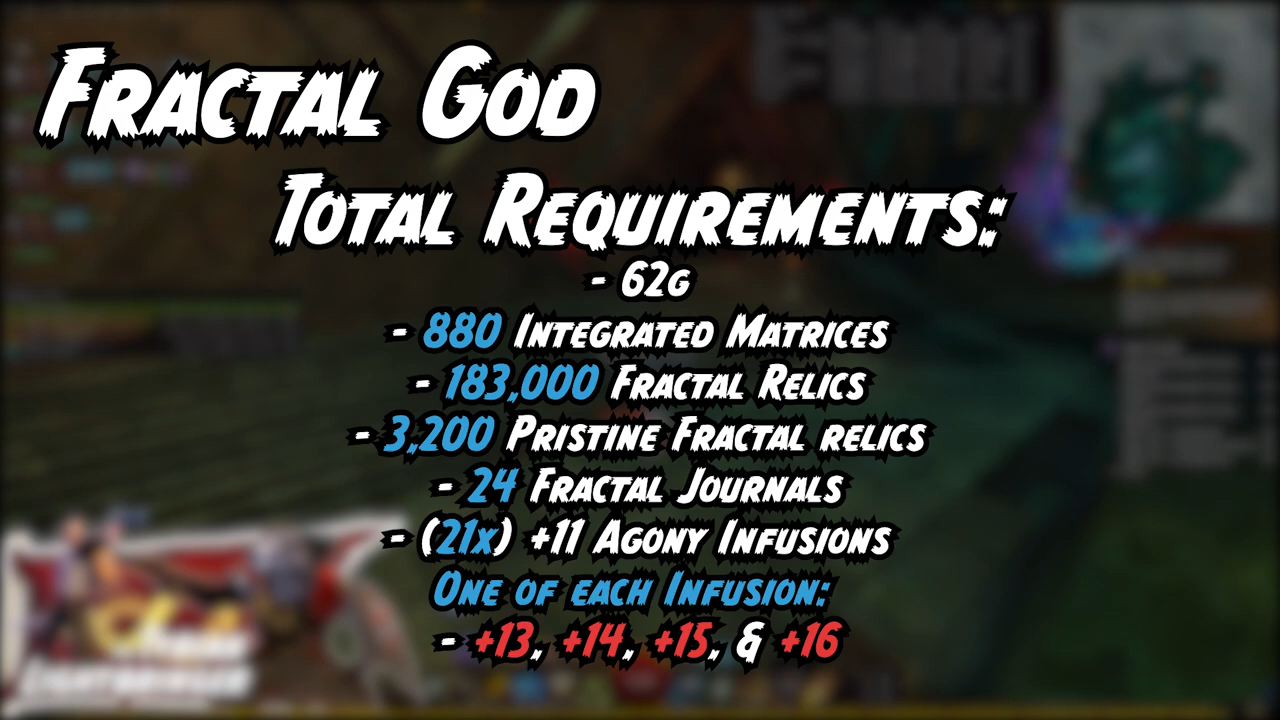 Fractal God
Total Requirements:
- 62g
- 880 Integrated Matrices
- 183,000 Fractal Relics
- 3,200 Pristine Fractal relics
- 24 Fractal Journals
- (21x) +11 Agony Infusions
One of each Infusion:
- +13, +14, +15, & +16